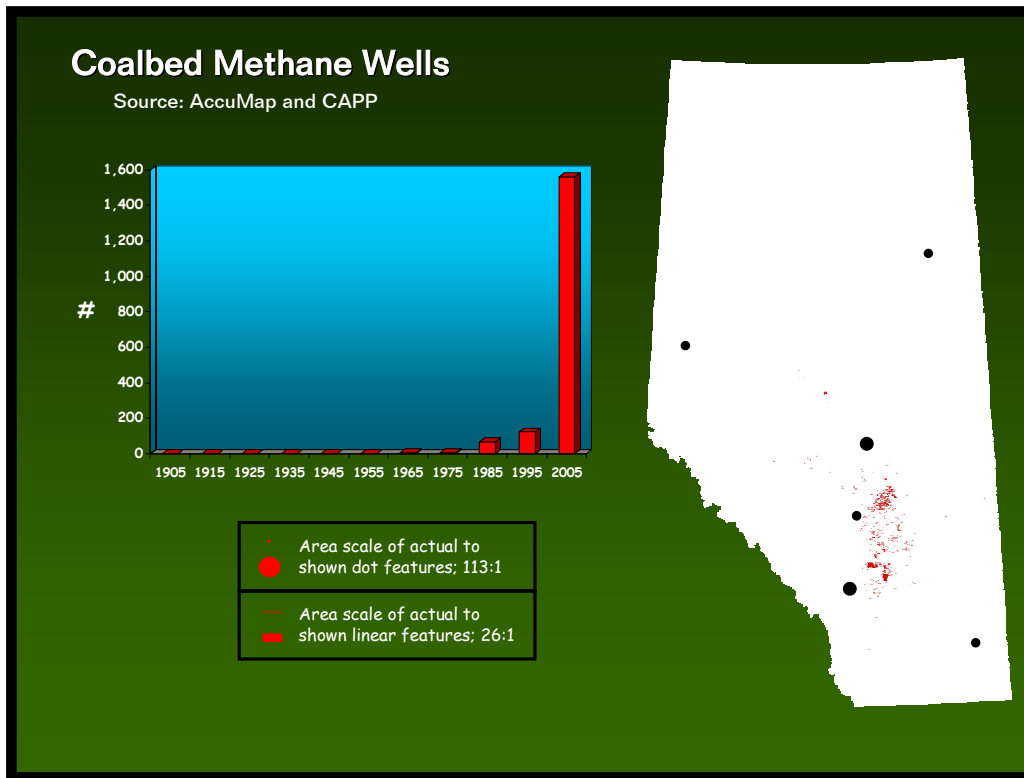 Coalbed Methane Wells
Source: AccuMap and CAPP
1,600
1,400
1,200
1,000
800
#
600
400
200
0
1905 1915 1925 1935 1945 1955 1965 1975 1985 1995 2005
Area scale of actual to
shown dot features; 113:1
Area scale of actual to
shown linear features; 26:1